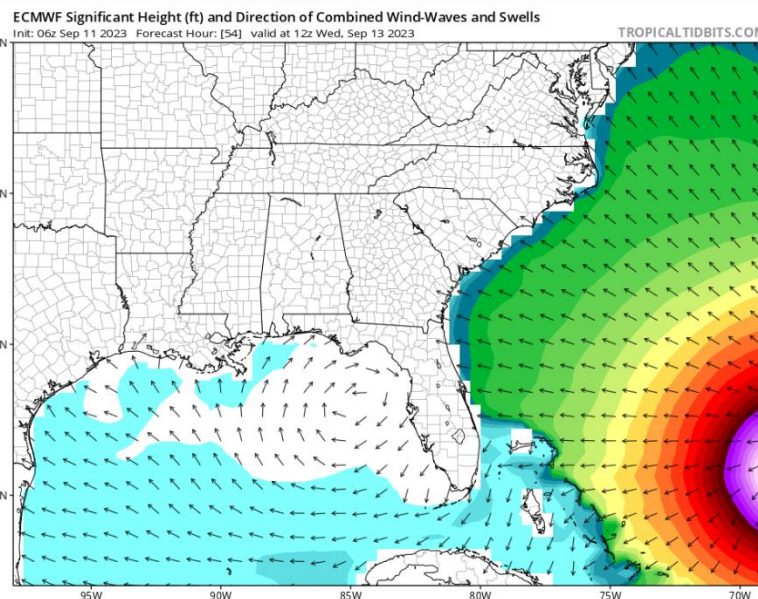 ECMWF Significant Height (ft) and Direction of Combined Wind-Waves and Swells
Init: 06z Sep 11 2023 Forecast Hour: [54] valid at 12z Wed, Sep 13 2023
TROPICALTIDBITS.COM
N
N
N
N
95W 90W 85W 80W 75W 70W